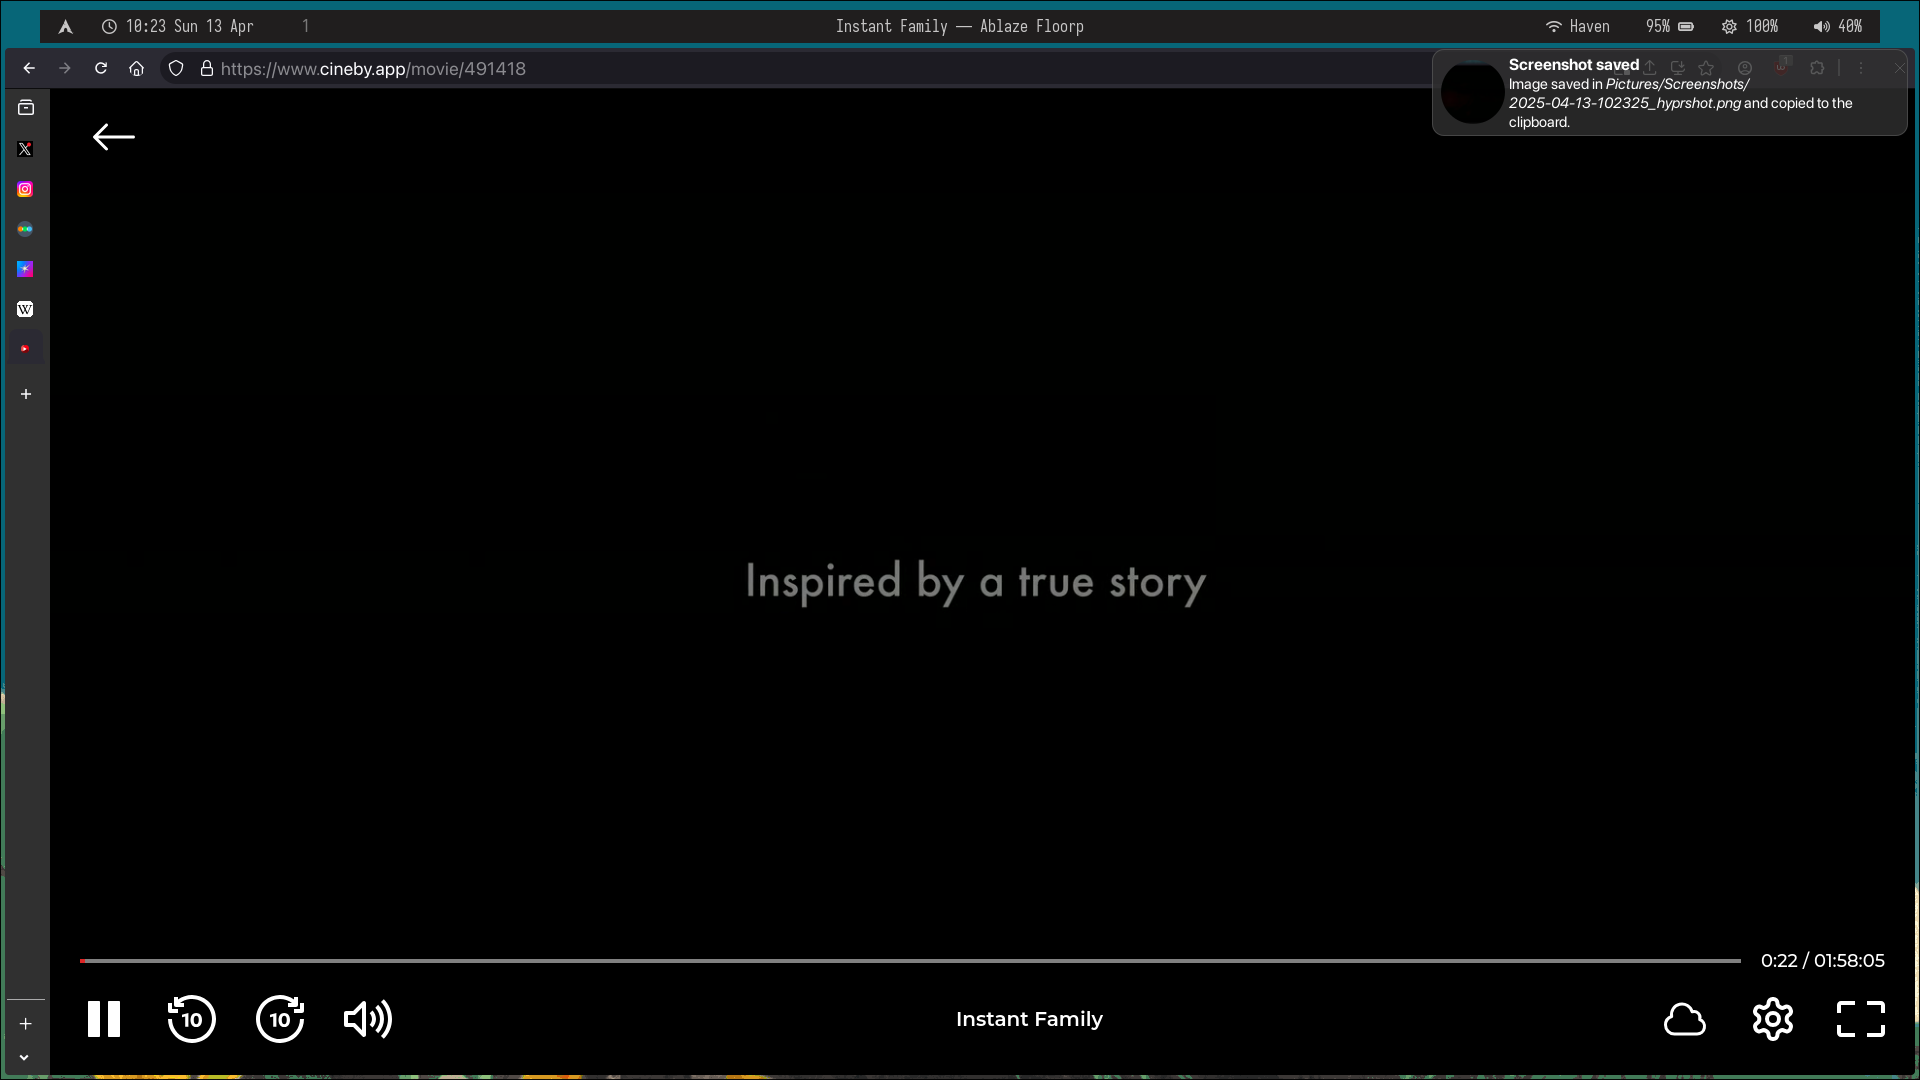 10:23 Sun 13 Apr
1
Instant Family — Ablaze Floorp
Haven
95%
100%
40%
https://www.cineby.app/movie/491418
Screenshot saved
Image saved in Pictures/Screenshots/
2025-04-13-102325_hyprshot.png and copied to the
clipboard.
1
X
W
Inspired by a true story
0:22 / 01:58:05
10
10
Instant Family